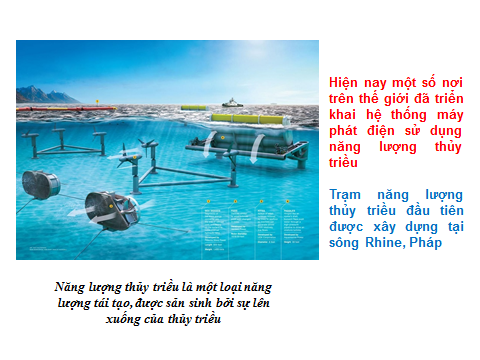 Hiện nay một số nơi
trên thế giới đã triển
khai hệ thống máy
phát điện sử dụng
năng lượng thủy
triều
Trạm năng lượng
thủy triều đầu tiên
được xây dựng tại
sông Rhine, Pháp
Năng lượng thủy triều là một loại năng
lượng tái tạo, được sản sinh bởi sự lên
xuống của thủy triều